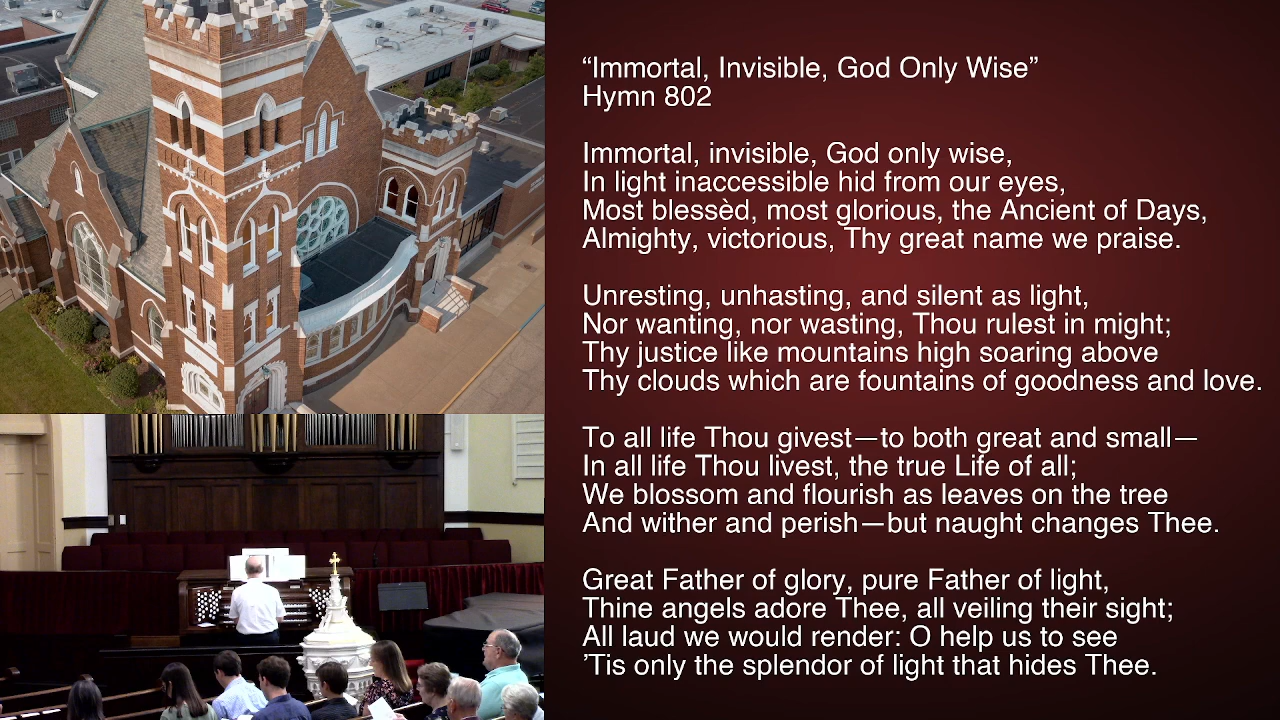 “Immortal, Invisible, God Only Wise”
Hymn 802
Immortal, invisible, God only wise,
In light inaccessible hid from our eyes,
Most blessèd, most glorious, the Ancient of Days,
Almighty, victorious, Thy great name we praise.
Unresting, unhasting, and silent as light,
Nor wanting, nor wasting, Thou rulest in might;
Thy justice like mountains high soaring above
Thy clouds which are fountains of goodness and love.
To all life Thou givest—to both great and small—
In all life Thou livest, the true Life of all;
We blossom and flourish as leaves on the tree
And wither and perish—but naught changes Thee.
Great Father of glory, pure Father of light,
Thine angels adore Thee, all veiling their sight;
All laud we would render: O help us to see
’Tis only the splendor of light that hides Thee.